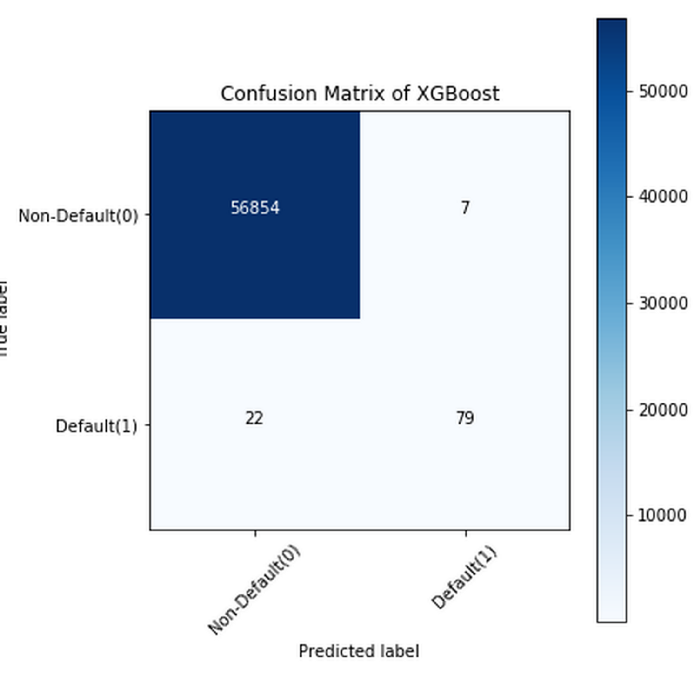 Confusion Matrix of XGBoost
50000
40000
30000
20000
10000
Non-Default(0)
56854
7
Default(1)
22
79
label
Non-Default(0)
Default(1)
Predicted label